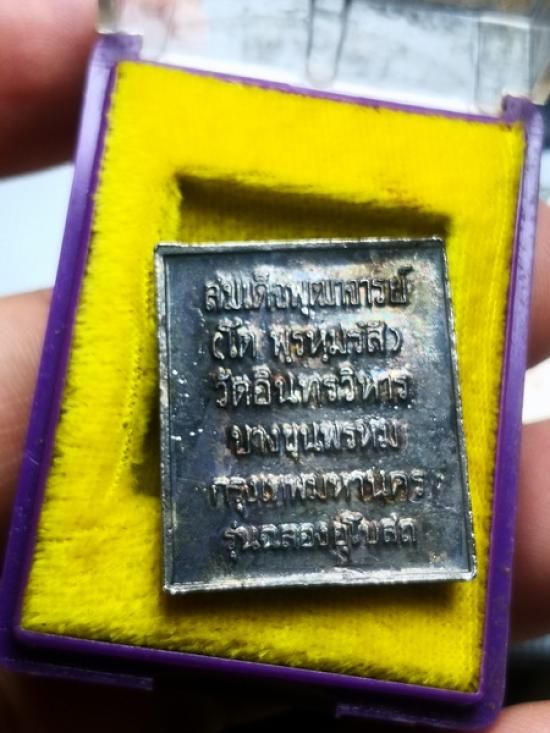 สมเด็จพุฒาจารย์
(โต พรหมรังสี)
วัดอินทรวิหาร
บางขุนพรหม
กรุงเทพมหานคร
รุ่นฉลองอุโบสถ